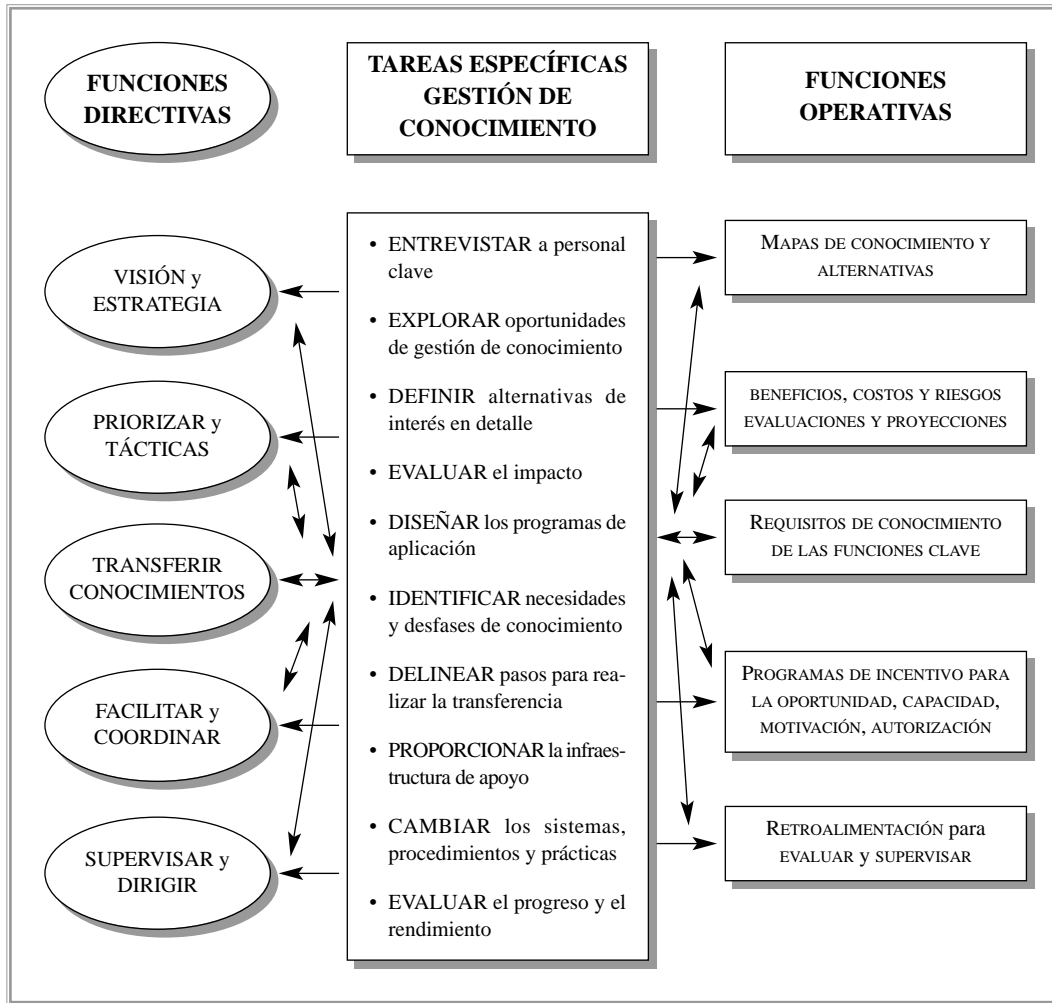 FUNCIONES
DIRECTIVAS
TAREAS ESPECÍFICAS
GESTIÓN DE
CONOCIMIENTO
FUNCIONES
OPERATIVAS
VISIÓN y
ESTRATEGIA
PRIORIZAR y
TÁCTICAS
TRANSFERIR
CONOCIMIENTOS
FACILITAR y
COORDINAR
SUPERVISAR y
DIRIGIR
• ENTREVISTAR a personal
clave
• EXPLORAR oportunidades
de gestión de conocimiento
• DEFINIR alternativas de
interés en detalle
• EVALUAR el impacto
• DISEÑAR los programas de
aplicación
• IDENTIFICAR necesidades
y desfases de conocimiento
• DELINEAR pasos para rea-
lizar la transferencia
• PROPORCIONAR la infraes-
tructura de apoyo
• CAMBIAR los sistemas,
procedimientos y prácticas
• EVALUAR el progreso y el
rendimiento
MAPAS DE CONOCIMIENTO Y
ALTERNATIVAS
BENEFICIOS, COSTOS Y RIESGOS
EVALUACIONES Y PROYECCIONES
REQUISITOS DE CONOCIMIENTO
DE LAS FUNCIONES CLAVE
PROGRAMAS DE INCENTIVO PARA
LA OPORTUNIDAD, CAPACIDAD,
MOTIVACIÓN, AUTORIZACIÓN
RETROALIMENTACIÓN para
EVALUAR y SUPERVISAR